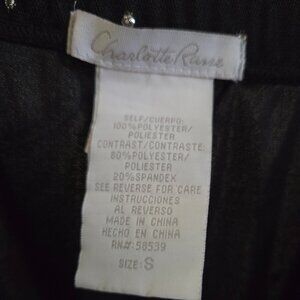 Charlotte Russe
SELF/CUERPO:
100% POLYESTER/
POLIESTER
CONTRAST/CONTRASTE:
80% POLYESTER/
POLIESTER
20% SPANDEX
SEE REVERSE FOR CARE
INSTRUCCIONES
AL REVERSO
MADE IN CHINA
HECHO EN CHINA
RN#: 58539
SIZE: S